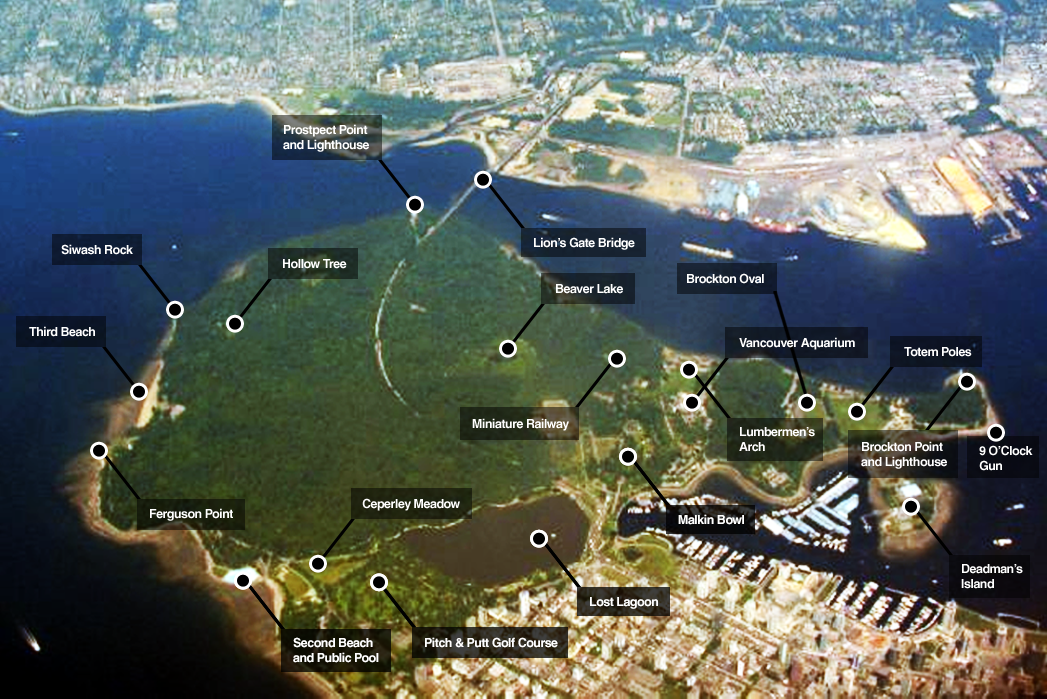 Prostpect Point
and Lighthouse
Lion's Gate Bridge
Siwash Rock
Hollow Tree
Beaver Lake
Brockton Oval
Third Beach
Vancouver Aquarium
Totem Poles
Miniature Railway
Lumbermen's
Arch
Brockton Point
and Lighthouse
9 O'Clock
Gun
Ferguson Point
Ceperley Meadow
Malkin Bowl
Deadman's
Island
Lost Lagoon
Second Beach
and Public Pool
Pitch & Putt Golf Course